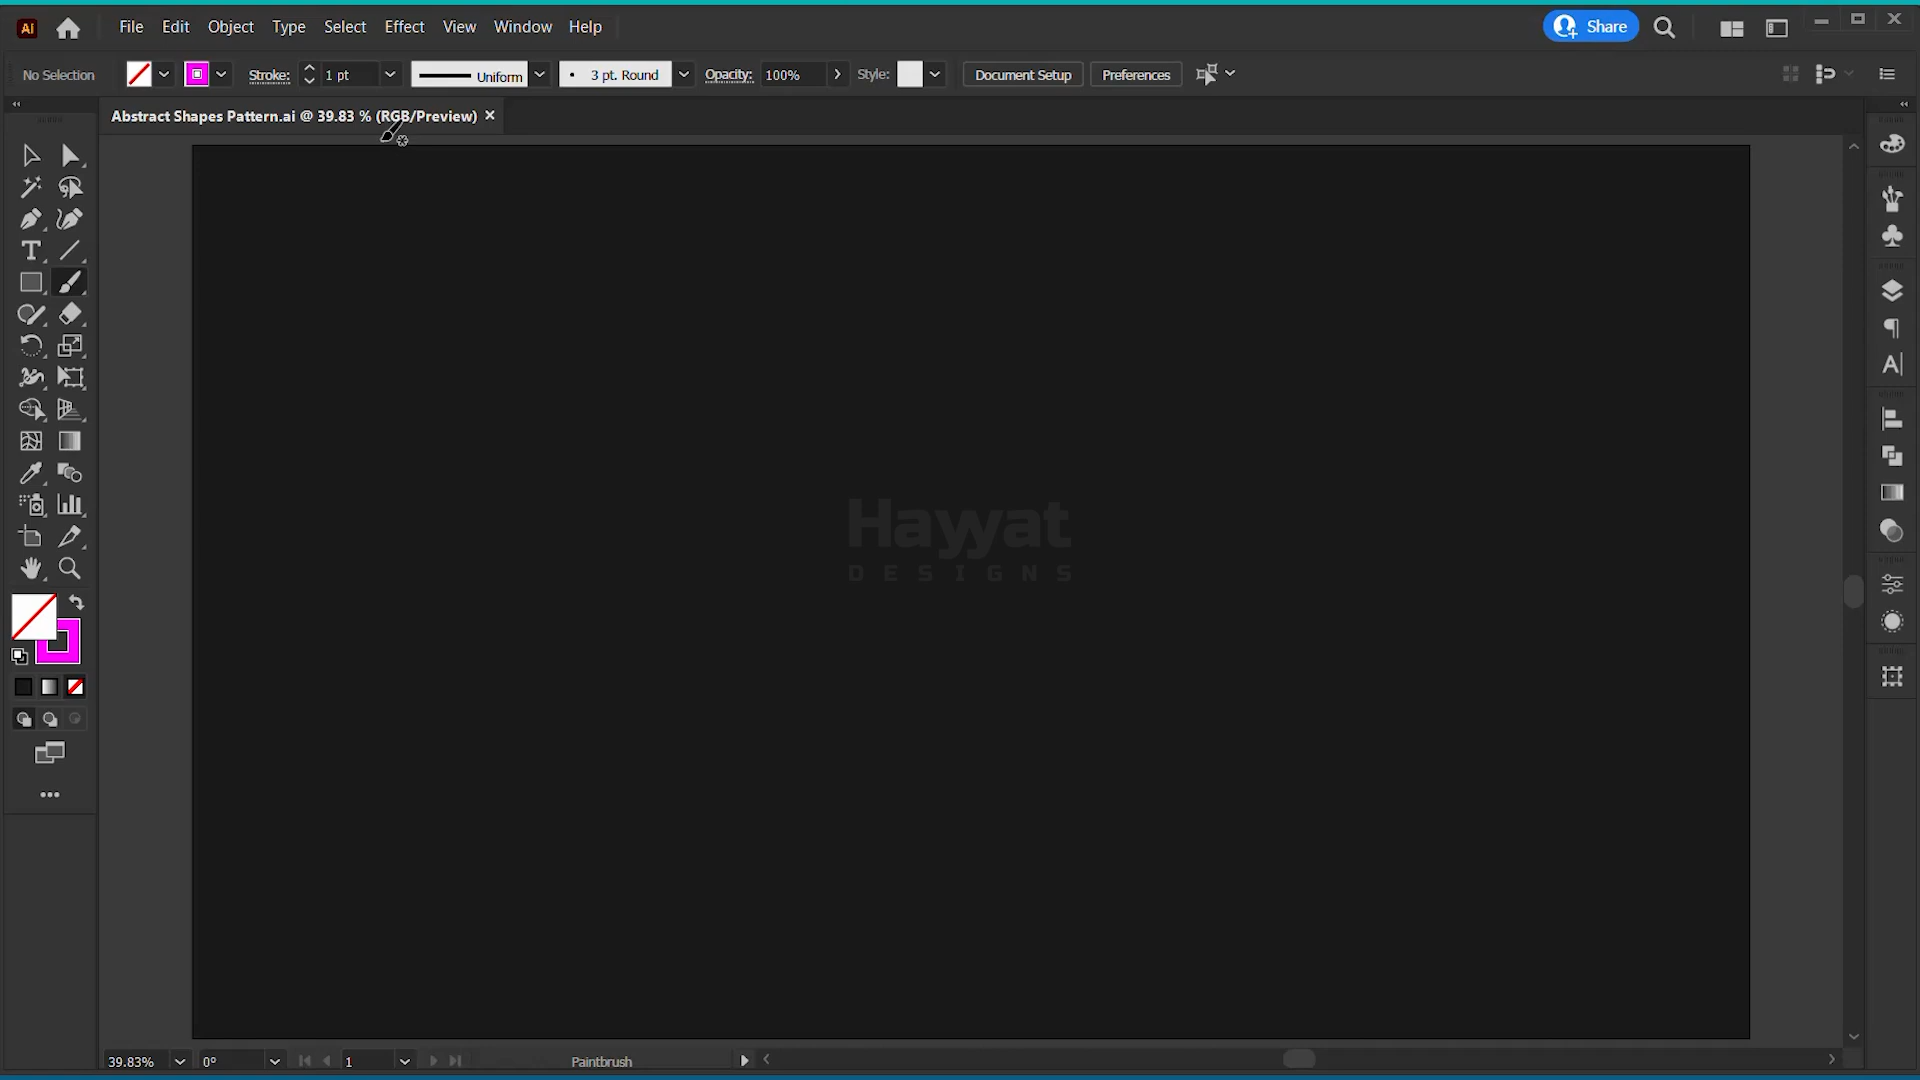 Ai File Edit Object Type Select Effect View Window Help Share
No Selection Stroke: 1 pt Uniform 3 pt. Round Opacity: 100% Style: Document Setup Preferences
Abstract Shapes Pattern.ai @ 39.83 % (RGB/Preview)
Hayyat
DESIGNS
39.83% 0° 1 Paintbrush